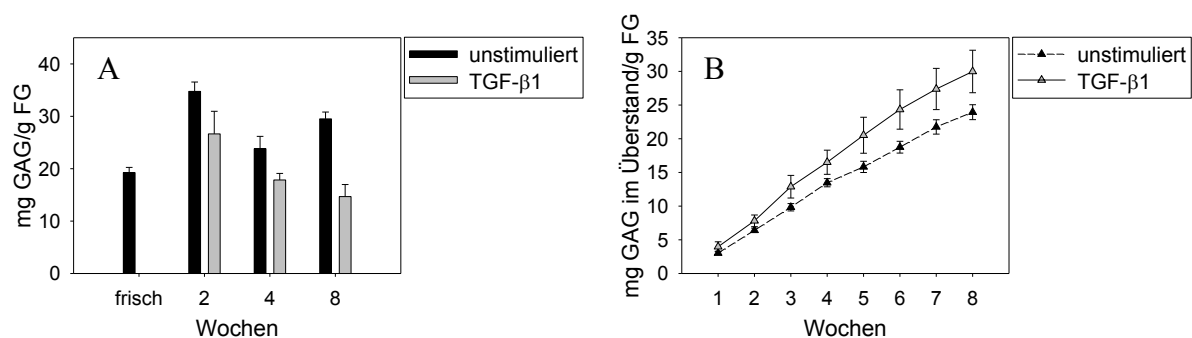 A
mg GAG/g FG
40
30
20
10
0
frisch 2 4 8
Wochen
unstimuliert
TGF-β1
B
mg GAG im Überstand/g FG
35
30
25
20
15
10
5
0
1 2 3 4 5 6 7 8
Wochen
unstimuliert
TGF-β1